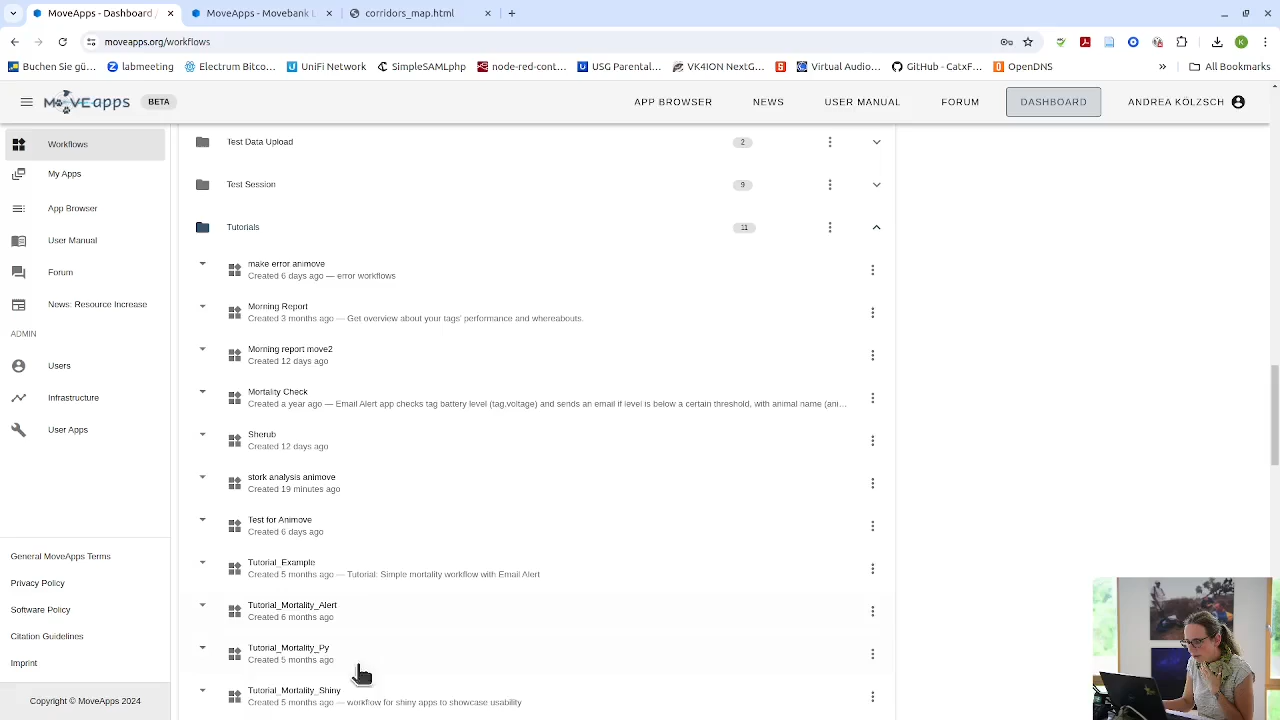 MoveApps - Dashboard /
MoveApps - Movebank L
corridors_map.html
moveapps.org/workflows
K
Buchen Sie gü...
labmeeting
Electrum Bitco...
UniFi Network
SimpleSAMLphp
node-red-cont...
USG Parental...
VK4ION NextG...
Virtual Audio...
GitHub - CatxF...
OpenDNS
All Bookmarks
MOVEapps
BETA
APP BROWSER
NEWS
USER MANUAL
FORUM
DASHBOARD
ANDREA KÖLZSCH
Workflows
My Apps
App Browser
User Manual
Forum
News: Resource Increase
ADMIN
Users
Infrastructure
User Apps
General MoveApps Terms
Privacy Policy
Software Policy
Citation Guidelines
Imprint
Copyright © MoveApps 2024
Test Data Upload
2
Test Session
9
Tutorials
11
make error animove
Created 6 days ago — error workflows
Morning Report
Created 3 months ago — Get overview about your tags' performance and whereabouts.
Morning report move2
Created 12 days ago
Mortality Check
Created a year ago — Email Alert app checks tag battery level (tag.voltage) and sends an email if level is below a certain threshold, with animal name (ani...
Sherub
Created 12 days ago
stork analysis animove
Created 19 minutes ago
Test for Animove
Created 6 days ago
Tutorial_Example
Created 5 months ago — Tutorial: Simple mortality workflow with Email Alert
Tutorial_Mortality_Alert
Created 6 months ago
Tutorial_Mortality_Py
Created 5 months ago
Tutorial_Mortality_Shiny
Created 5 months ago — workflow for shiny apps to showcase usability